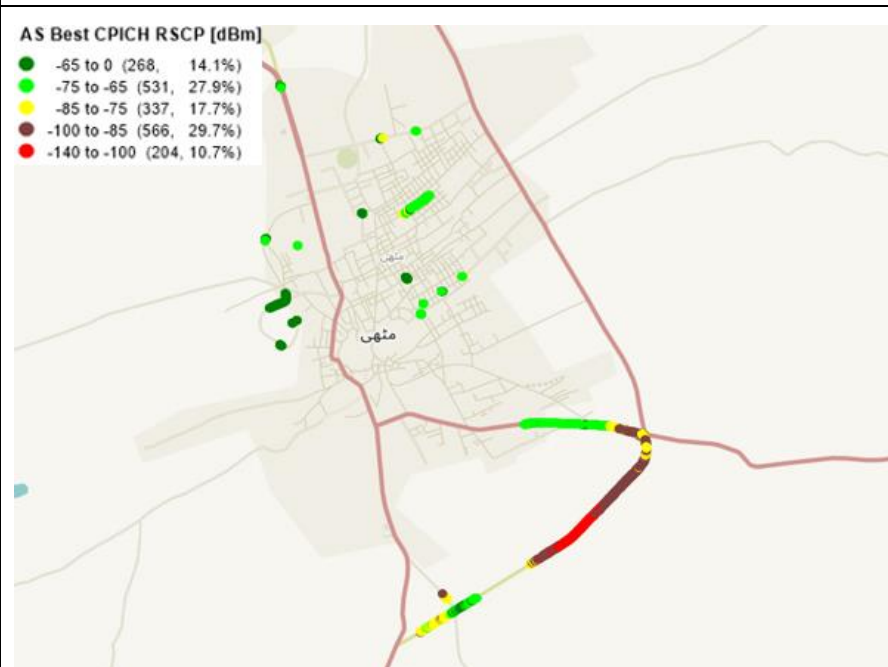 AS Best CPICH RSCP [dBm]
-65 to 0 (268, 14.1%)
-75 to -65 (531, 27.9%)
-85 to -75 (337, 17.7%)
-100 to -85 (566, 29.7%)
-140 to -100 (204, 10.7%)
مٹھی
مٹھی